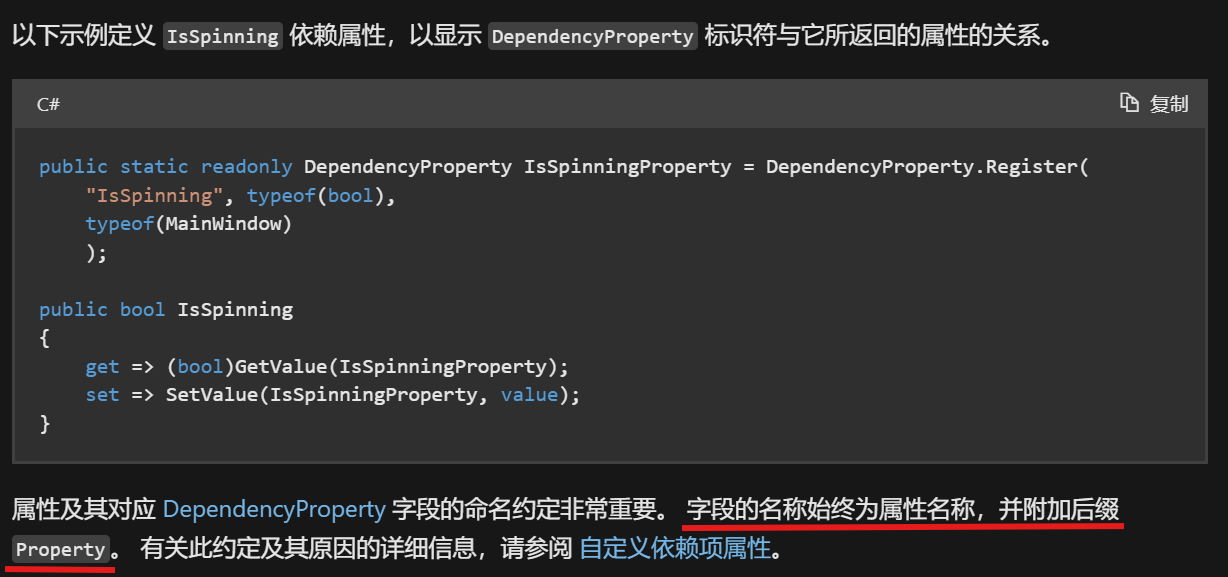 以下示例定义 IsSpinning 依赖属性，以显示 DependencyProperty 标识符与它所返回的属性的关系。
C# 复制
public static readonly DependencyProperty IsSpinningProperty = DependencyProperty.Register(
    "IsSpinning", typeof(bool),
    typeof(MainWindow)
    );
public bool IsSpinning
{
    get => (bool)GetValue(IsSpinningProperty);
    set => SetValue(IsSpinningProperty, value);
}
属性及其对应 DependencyProperty 字段的命名约定非常重要。 字段的名称始终为属性名称，并附加后缀
Property。 有关此约定及其原因的详细信息，请参阅 自定义依赖项属性。